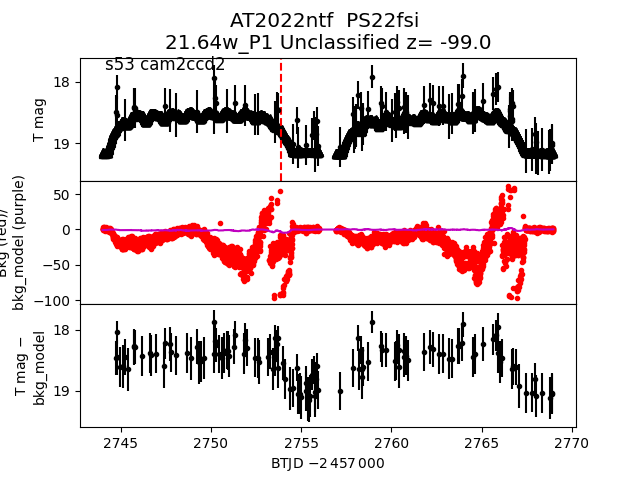 AT2022ntf  PS22fsi
21.64w_P1 Unclassified z= -99.0
s53 cam2ccd2
T mag
18
19
Bkg (red)/
bkg_model (purple)
50
0
−50
−100
T mag −
bkg_model
18
19
2745
2750
2755
2760
2765
2770
BTJD −2 457 000